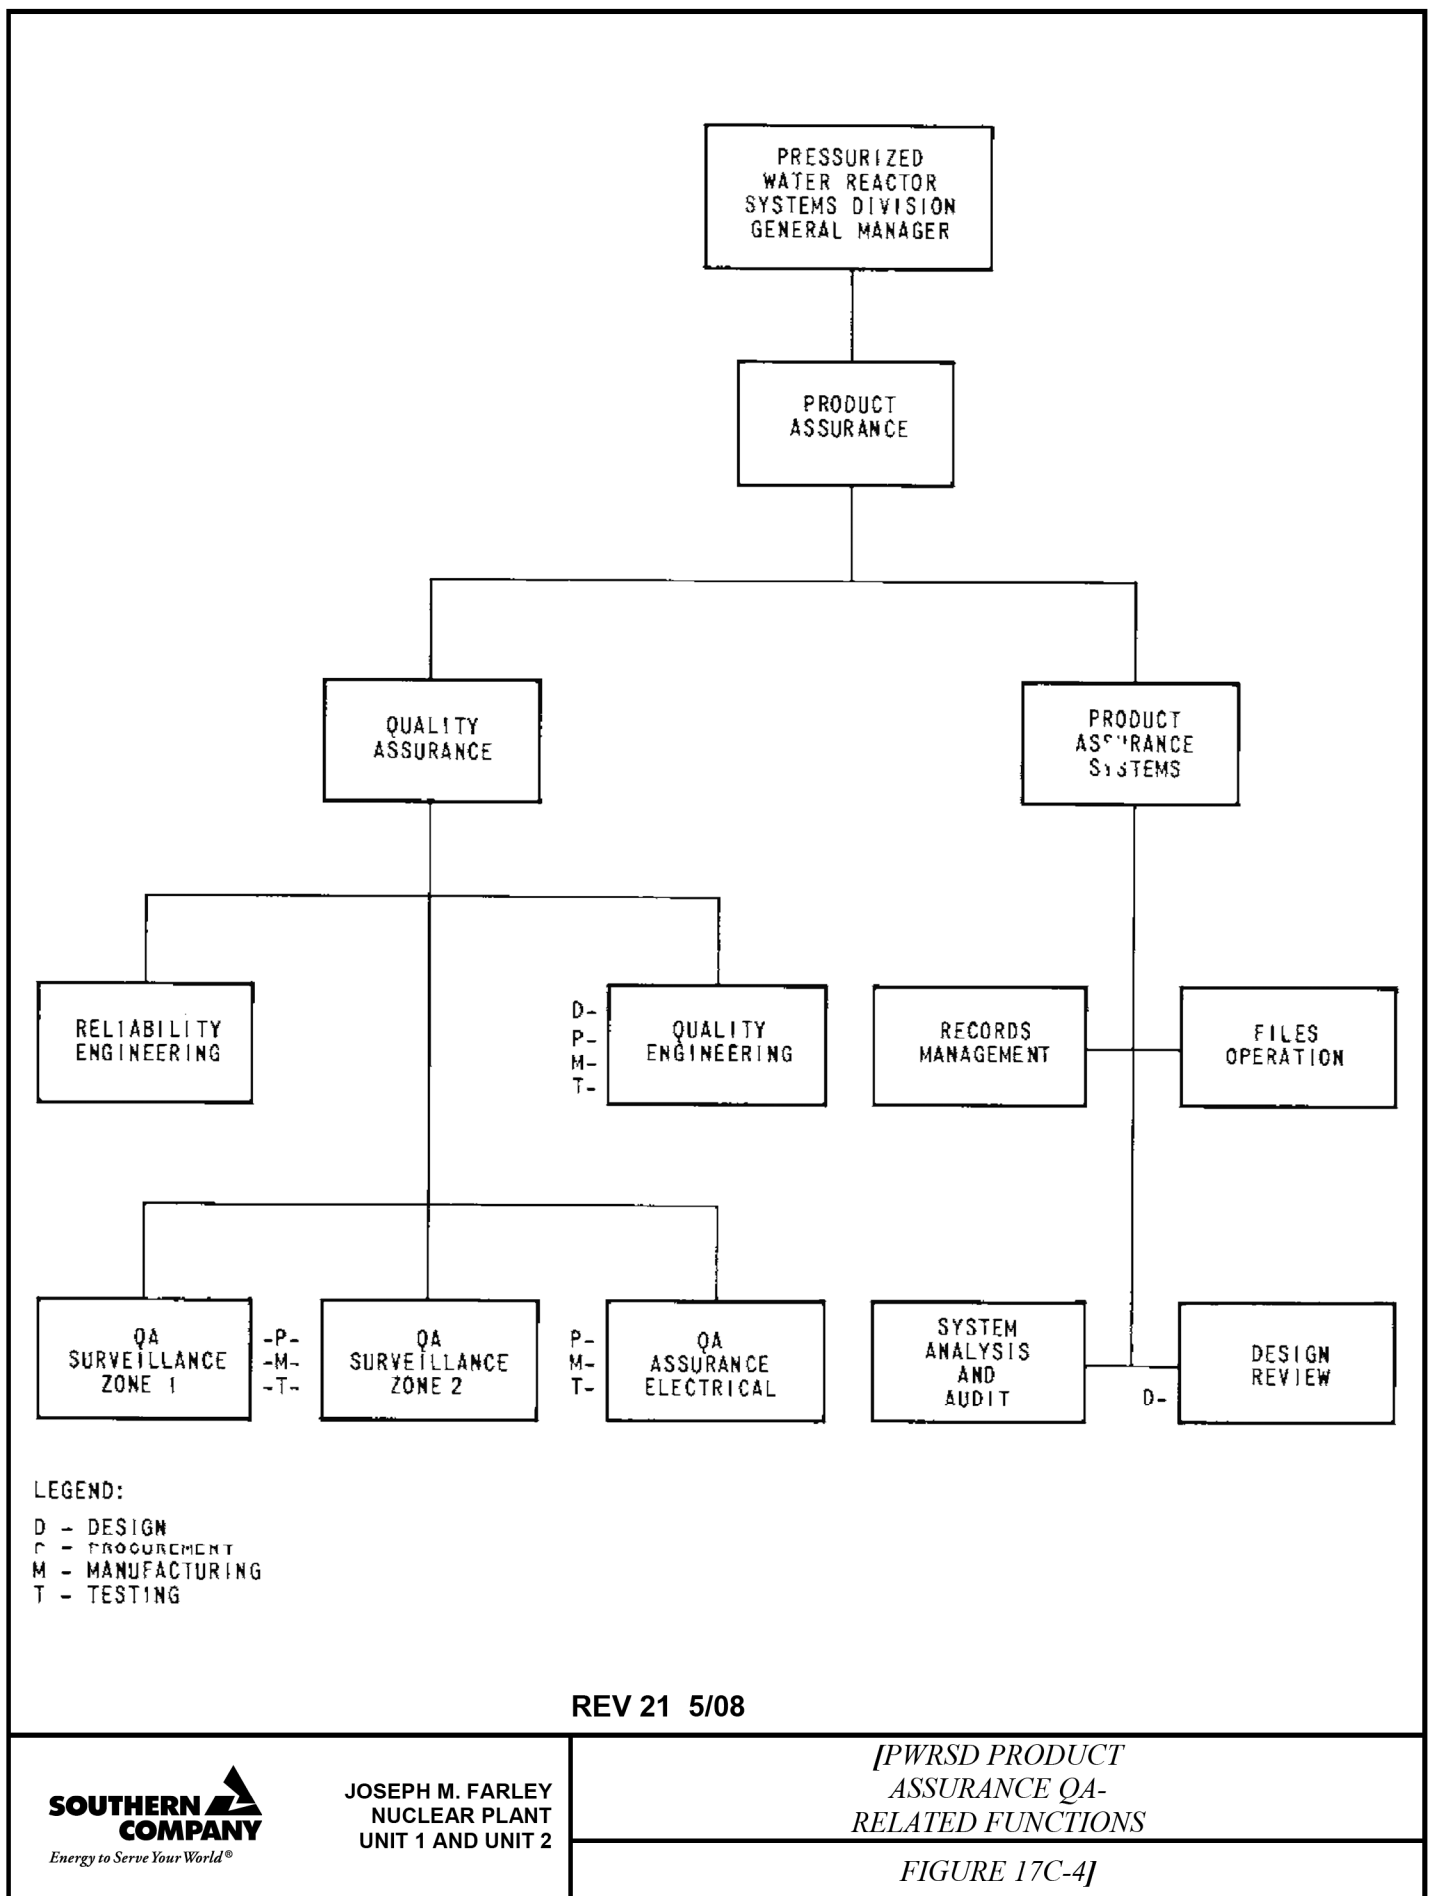 PRESSURIZED
WATER REACTOR
SYSTEMS DIVISION
GENERAL MANAGER
PRODUCT
ASSURANCE
QUALITY
ASSURANCE
PRODUCT
ASSURANCE
SYSTEMS
RELIABILITY
ENGINEERING
D-
P-
M-
T-
QUALITY
ENGINEERING
RECORDS
MANAGEMENT
FILES
OPERATION
QA
SURVEILLANCE
ZONE 1
-P-
-M-
-T-
QA
SURVEILLANCE
ZONE 2
P-
M-
T-
QA
ASSURANCE
ELECTRICAL
SYSTEM
ANALYSIS
AND
AUDIT
D-
DESIGN
REVIEW
LEGEND:
D - DESIGN
P - PROCUREMENT
M - MANUFACTURING
T - TESTING
REV 21 5/08
SOUTHERN
COMPANY
Energy to Serve Your World®
JOSEPH M. FARLEY
NUCLEAR PLANT
UNIT 1 AND UNIT 2
[PWRSD PRODUCT
ASSURANCE QA-
RELATED FUNCTIONS
FIGURE 17C-4]